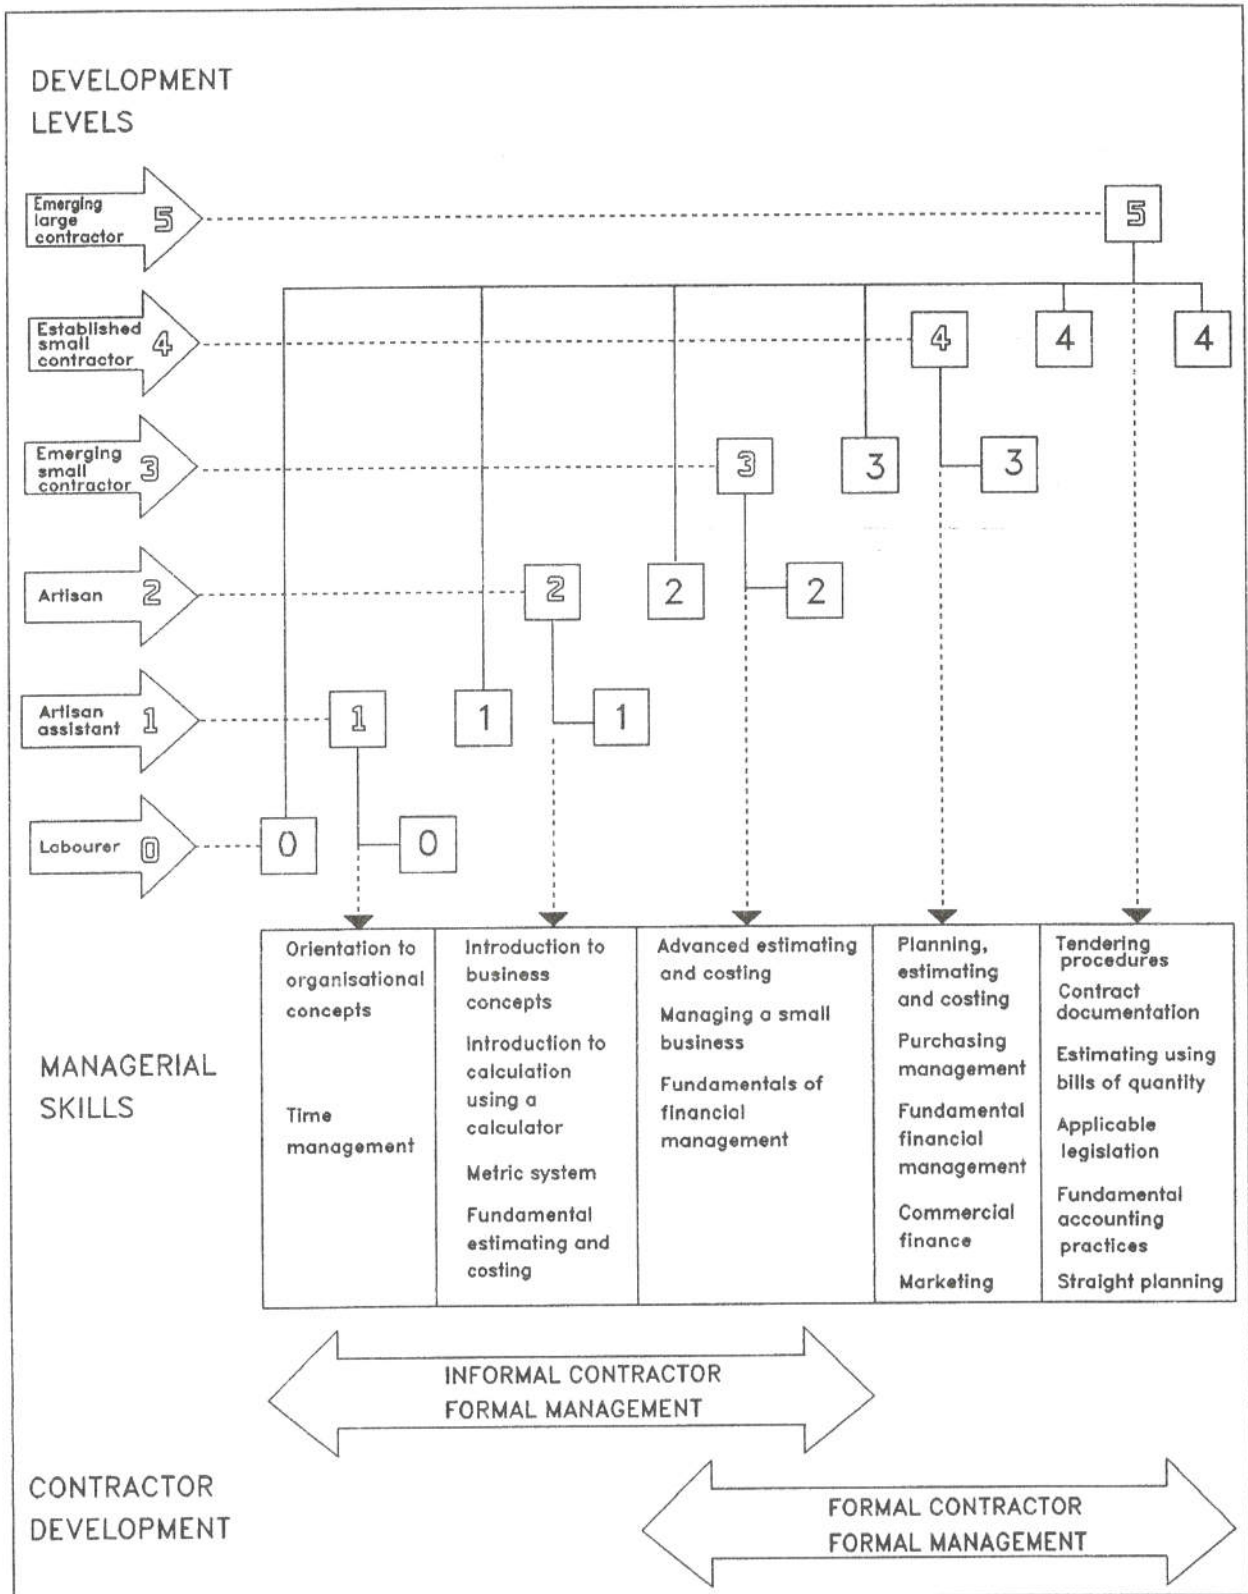 DEVELOPMENT
LEVELS
Emerging
large
contractor
5
5
Established
small
contractor
4
4
4
4
Emerging
small
contractor
3
3
3
3
Artisan
2
2
2
2
Artisan
assistant
1
1
1
1
Labourer
0
0
0
MANAGERIAL
SKILLS
Orientation to
organisational
concepts
Time
management
Introduction to
business
concepts
Introduction to
calculation
using a
calculator
Metric system
Fundamental
estimating and
costing
Advanced estimating
and costing
Managing a small
business
Fundamentals of
financial
management
Planning,
estimating
and costing
Purchasing
management
Fundamental
financial
management
Commercial
finance
Marketing
Tendering
procedures
Contract
documentation
Estimating using
bills of quantity
Applicable
legislation
Fundamental
accounting
practices
Straight planning
INFORMAL CONTRACTOR
FORMAL MANAGEMENT
CONTRACTOR
DEVELOPMENT
FORMAL CONTRACTOR
FORMAL MANAGEMENT